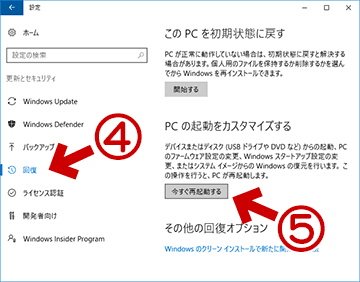 設定
ホーム
設定の検索
更新とセキュリティ
Windows Update
Windows Defender
バックアップ
回復
ライセンス認証
開発者向け
Windows Insider Program
④
この PC を初期状態に戻す
PC が正常に動作していない場合は、初期状態に戻すと解決する
場合があります。個人用のファイルを保持するか削除するかを選ん
でから Windows を再インストールできます。
開始する
PC の起動をカスタマイズする
デバイスまたはディスク (USB ドライブや DVD など) からの起動、PC
のファームウェア設定の変更、Windows スタートアップ設定の変
更、またはシステム イメージからの Windows の復元を行います。こ
の操作を行うと、PC が再起動します。
今すぐ再起動する
⑤
その他の回復オプション
Windows のクリーン インストールで新たに開